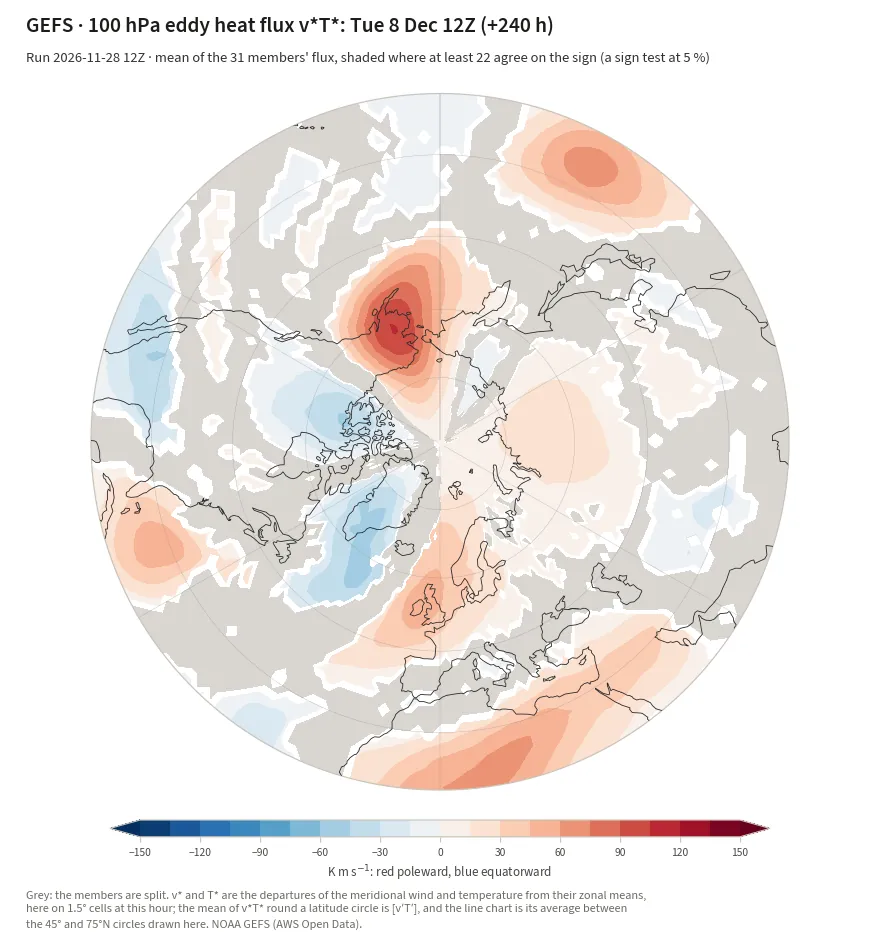 GEFS · 100 hPa eddy heat flux v*T*: Tue 8 Dec 12Z (+240 h)
Run 2026-11-28 12Z · mean of the 31 members' flux, shaded where at least 22 agree on the sign (a sign test at 5 %)
−150 −120 −90 −60 −30 0 30 60 90 120 150
K m s⁻¹: red poleward, blue equatorward
Grey: the members are split. v* and T* are the departures of the meridional wind and temperature from their zonal means,
here on 1.5° cells at this hour; the mean of v*T* round a latitude circle is [v'T'], and the line chart is its average between
the 45° and 75°N circles drawn here. NOAA GEFS (AWS Open Data).